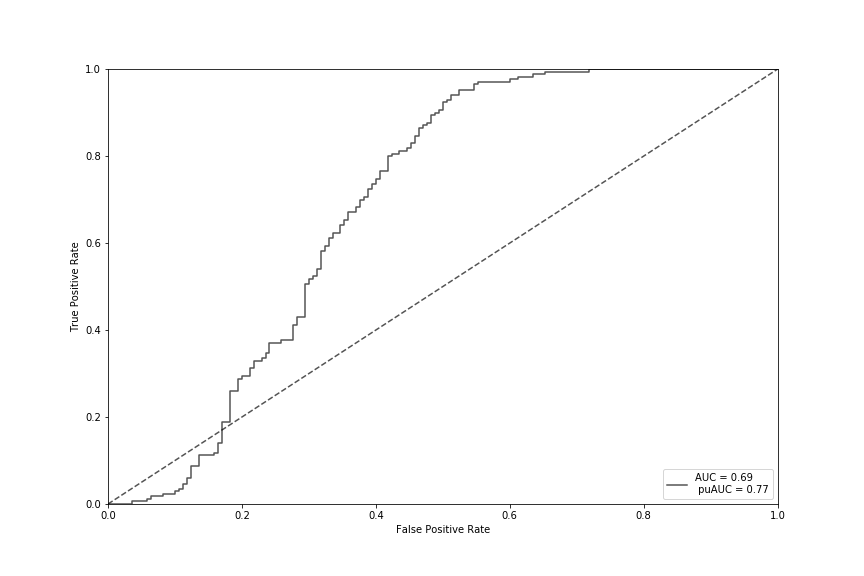 1.0
0.8
0.6
0.4
0.2
0.0
True Positive Rate
0.0 0.2 0.4 0.6 0.8 1.0
False Positive Rate
AUC = 0.69
puAUC = 0.77